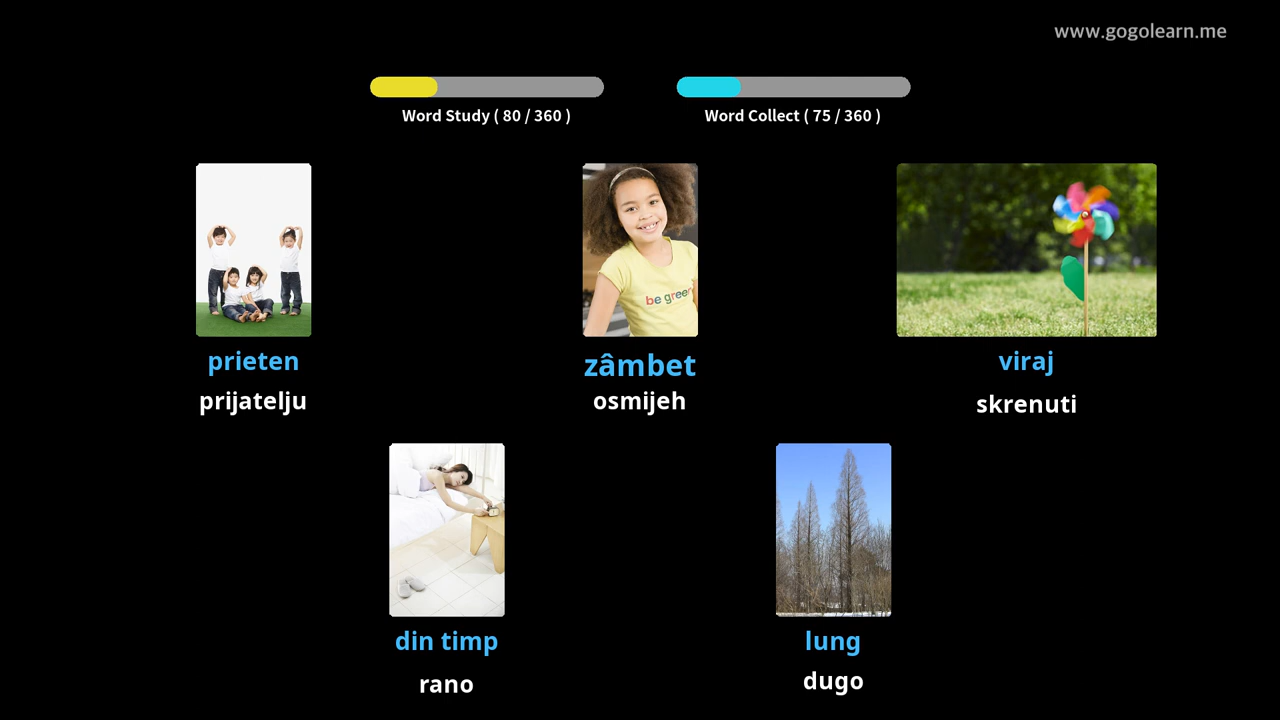 www.gogolearn.me
Word Study ( 80 / 360 )
Word Collect ( 75 / 360 )
be green
prieten
prijatelju
zâmbet
osmijeh
viraj
skrenuti
din timp
rano
lung
dugo